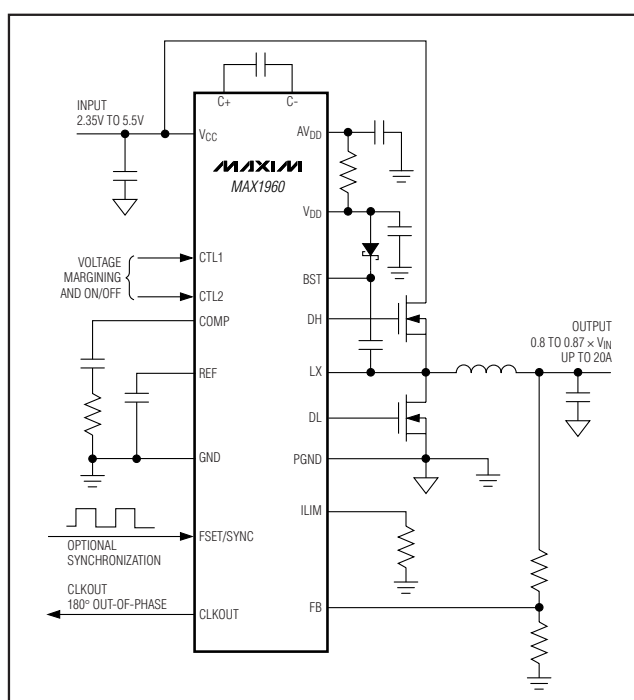 C+ C-
INPUT
2.35V TO 5.5V
VCC
AVDD
MAXIM
MAX1960
VDD
VOLTAGE
MARGINING
AND ON/OFF
CTL1
CTL2
BST
COMP
DH
OUTPUT
0.8 TO 0.87 × VIN
UP TO 20A
REF
LX
DL
GND
PGND
ILIM
FSET/SYNC
OPTIONAL
SYNCHRONIZATION
CLKOUT
180° OUT-OF-PHASE
CLKOUT
FB